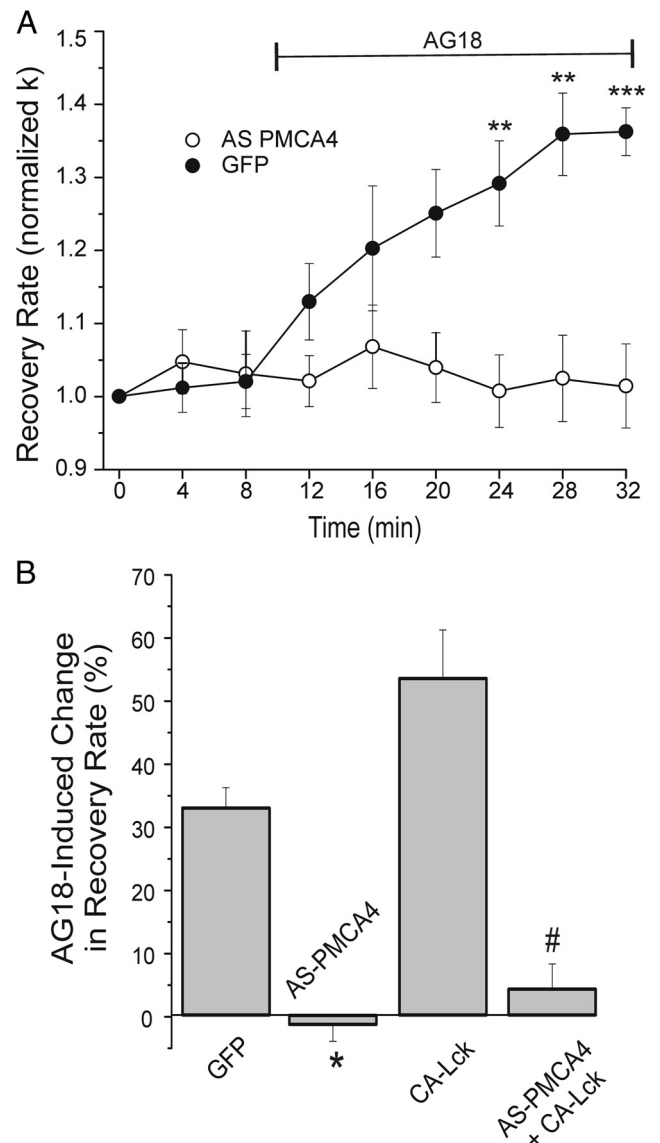 A
1.5
AG18
1.4
** ** ***
AS PMCA4
GFP
1.3
1.2
1.1
1.0
0.9
Recovery Rate (normalized k)
0 4 8 12 16 20 24 28 32
Time (min)
B
70
60
50
40
30
20
10
0
AG18-Induced Change
in Recovery Rate (%)
AS-PMCA4
#
*
GFP
CA-Lck
AS-PMCA4
+ CA-Lck